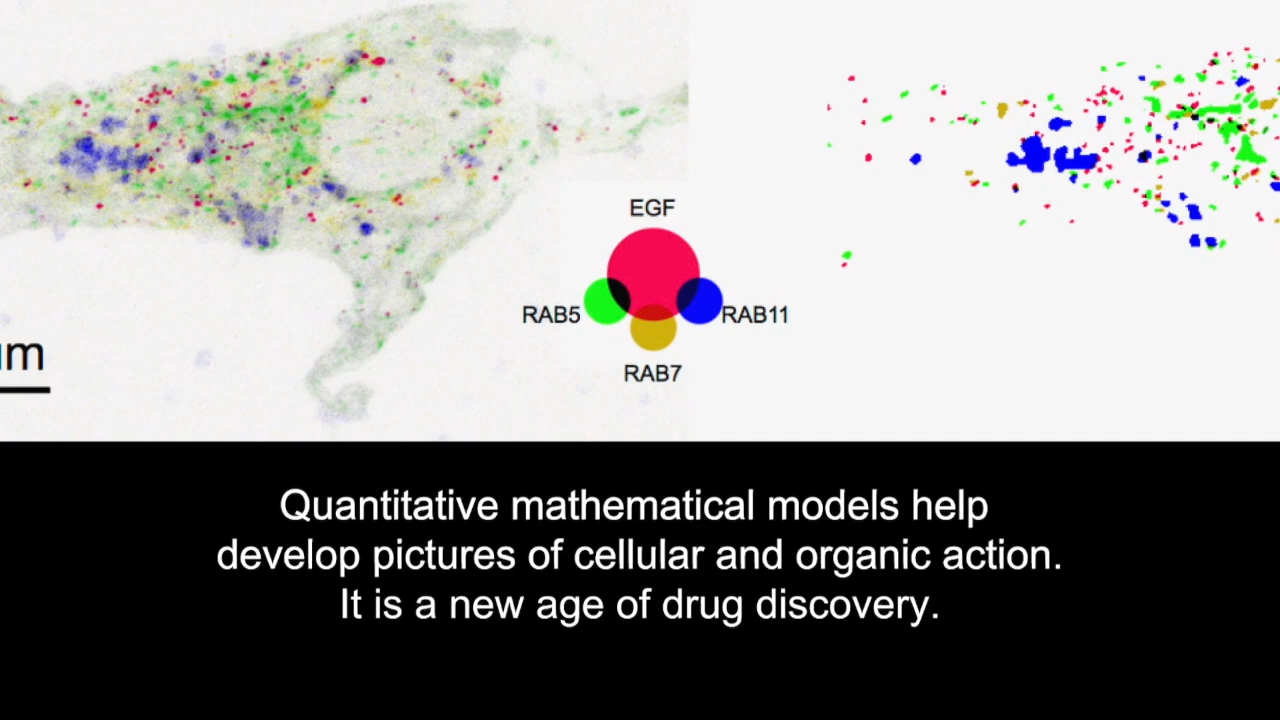 EGF
RAB5
RAB11
RAB7
µm
Quantitative mathematical models help
develop pictures of cellular and organic action.
It is a new age of drug discovery.